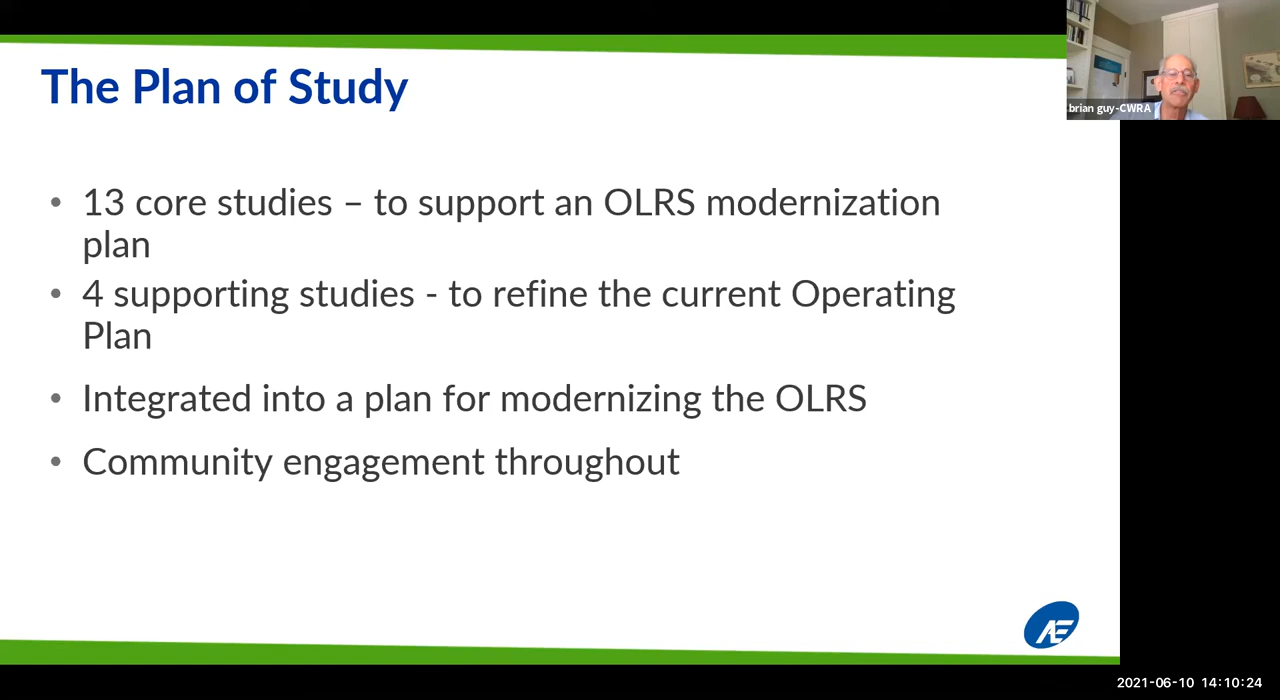 The Plan of Study
brian guy-CWRA
• 13 core studies – to support an OLRS modernization
plan
• 4 supporting studies - to refine the current Operating
Plan
• Integrated into a plan for modernizing the OLRS
• Community engagement throughout
AE
2021-06-10 14:10:24